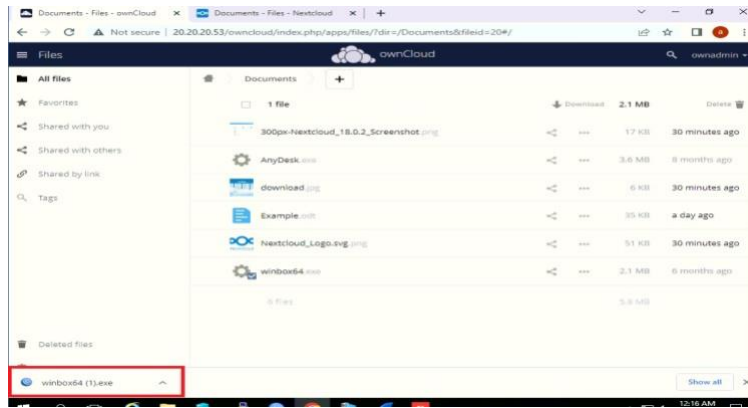 Documents - Files - ownCloud
Documents - Files - Nextcloud
Not secure | 20.20.20.53/owncloud/index.php/apps/files/?dir=/Documents&fileid=20#/
a
Files
ownCloud
ownadmin
All files
Documents
+
Favorites
1 file Download 2.1 MB Delete
Shared with you
300px-Nextcloud_18.0.2_Screenshot.png 17 KB 30 minutes ago
Shared with others
AnyDesk.exe 3.6 MB 8 months ago
Shared by link
download.jpg 6 KB 30 minutes ago
Tags
Example.odt 35 KB a day ago
Nextcloud_Logo.svg.png 51 KB 30 minutes ago
winbox64.exe 2.1 MB 6 months ago
6 files 5.8 MB
Deleted files
winbox64 (1).exe
Show all
12:16 AM